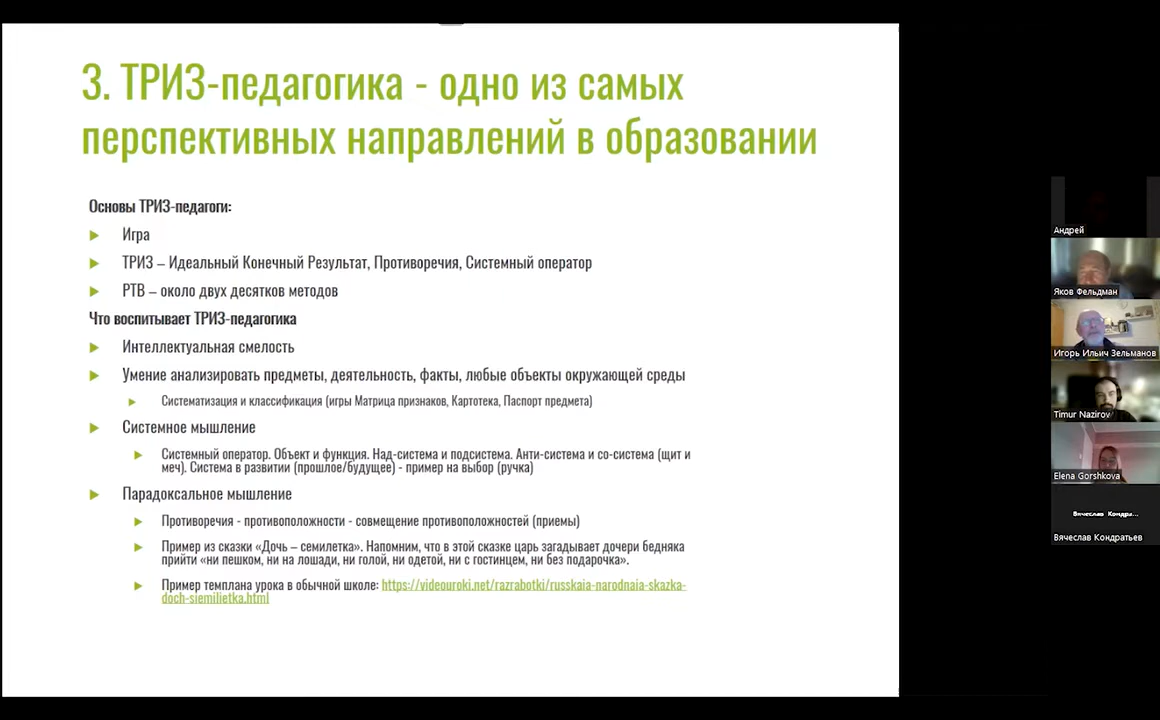 3. ТРИЗ-педагогика - одно из самых
перспективных направлений в образовании
Основы ТРИЗ-педагоги:
Игра
ТРИЗ – Идеальный Конечный Результат, Противоречия, Системный оператор
РТВ – около двух десятков методов
Что воспитывает ТРИЗ-педагогика
Интеллектуальная смелость
Умение анализировать предметы, деятельность, факты, любые объекты окружающей среды
Систематизация и классификация (игры Матрица признаков, Картотека, Паспорт предмета)
Системное мышление
Системный оператор. Объект и функция. Над-система и подсистема. Анти-система и со-система (щит и
меч). Система в развитии (прошлое/будущее) - пример на выбор (ручка)
Парадоксальное мышление
Противоречия - противоположности - совмещение противоположностей (приемы)
Пример из сказки «Дочь – семилетка». Напомним, что в этой сказке царь загадывает дочери бедняка
прийти «ни пешком, ни на лошади, ни голой, ни одетой, ни с гостинцем, ни без подарочка».
Пример темплана урока в обычной школе: https://videouroki.net/razrabotki/russkaia-narodnaia-skazka-
doch-siemilietka.html
Андрей
Яков Фельдман
Игорь Ильич Зельманов
Timur Nazirov
Elena Gorshkova
Вячеслав Кондра...
Вячеслав Кондратьев